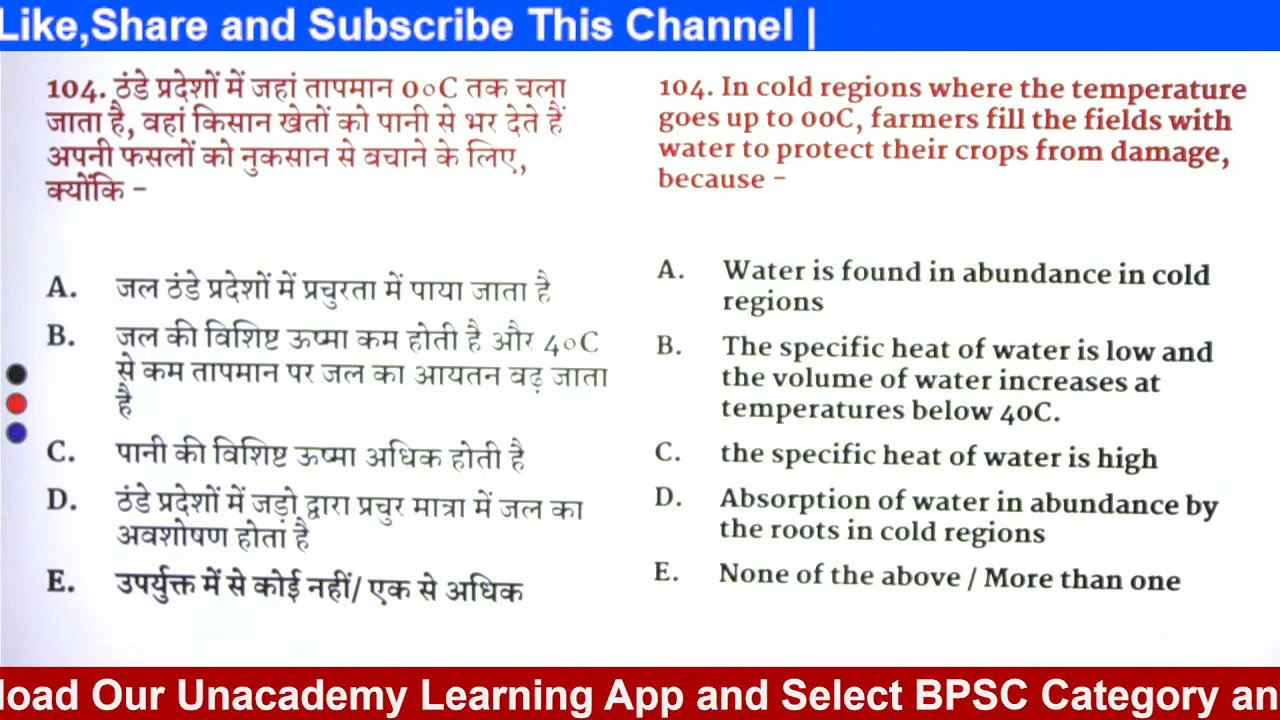 Like,Share and Subscribe This Channel |
104. ठंडे प्रदेशों में जहां तापमान 0०C तक चला
जाता है, वहां किसान खेतों को पानी से भर देते हैं
अपनी फसलों को नुकसान से बचाने के लिए,
क्योंकि -
A. जल ठंडे प्रदेशों में प्रचुरता में पाया जाता है
B. जल की विशिष्ट ऊष्मा कम होती है और 4०C
से कम तापमान पर जल का आयतन बढ़ जाता
है
C. पानी की विशिष्ट ऊष्मा अधिक होती है
D. ठंडे प्रदेशों में जड़ो द्वारा प्रचुर मात्रा में जल का
अवशोषण होता है
E. उपर्युक्त में से कोई नहीं/ एक से अधिक
104. In cold regions where the temperature
goes up to 00C, farmers fill the fields with
water to protect their crops from damage,
because -
A. Water is found in abundance in cold
regions
B. The specific heat of water is low and
the volume of water increases at
temperatures below 40C.
C. the specific heat of water is high
D. Absorption of water in abundance by
the roots in cold regions
E. None of the above / More than one
load Our Unacademy Learning App and Select BPSC Category an